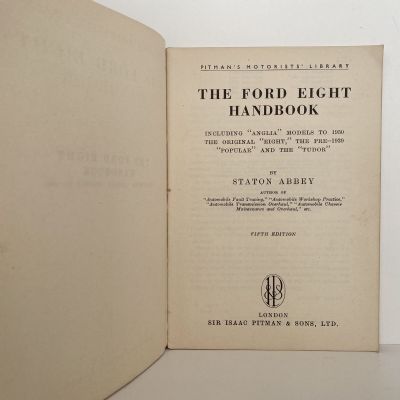 PITMAN'S MOTORISTS' LIBRARY
THE FORD EIGHT
HANDBOOK
INCLUDING "ANGLIA" MODELS TO 1950
THE ORIGINAL "EIGHT," THE PRE-1939
"POPULAR" AND THE "TUDOR"
BY
STATON ABBEY
AUTHOR OF
"Automobile Fault Tracing," "Automobile Workshop Practice,"
"Automobile Transmission Overhaul," "Automobile Chassis
Maintenance and Overhaul," etc.
FIFTH EDITION
LONDON
SIR ISAAC PITMAN & SONS, LTD.